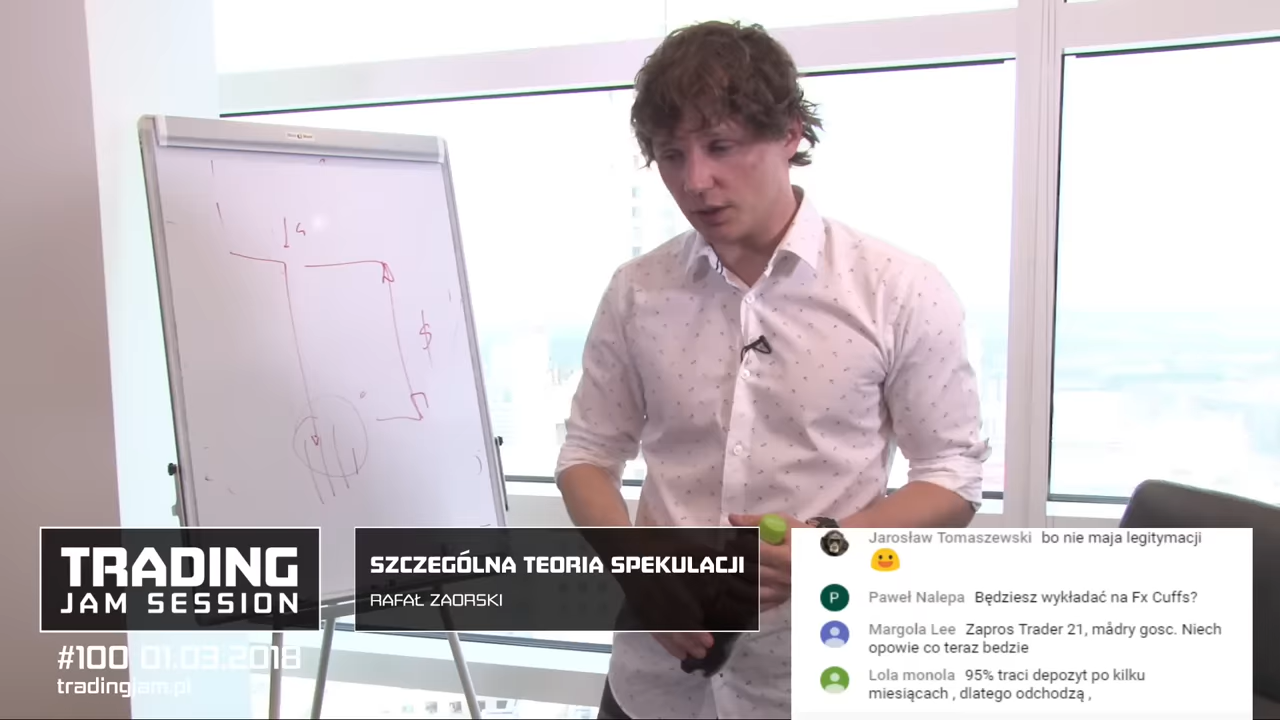 $
TRADING
JAM SESSION
#100 01.03.2018
tradingjam.pl
SZCZEGÓLNA TEORIA SPEKULACJI
RAFAŁ ZAORSKI
Jarosław Tomaszewski bo nie maja legitymacji
😀
P Paweł Nalepa Będziesz wykładać na Fx Cuffs?
Margola Lee Zapros Trader 21, mådry gosc. Niech
opowie co teraz bedzie
Lola monola 95% traci depozyt po kilku
miesiącach , dlatego odchodzą ,